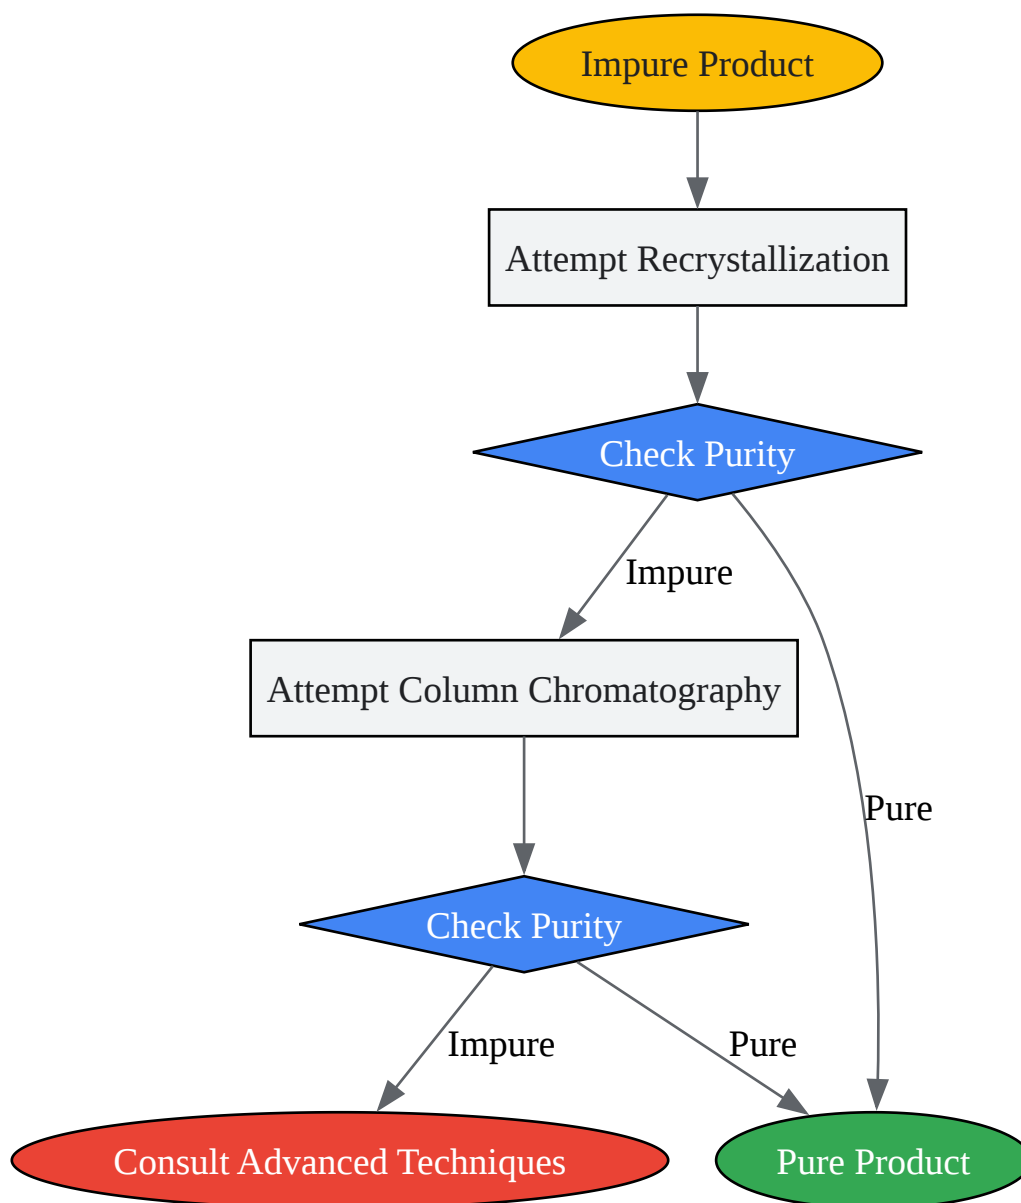 Impure Product
Attempt Recrystallization
Check Purity
Impure
Attempt Column Chromatography
Pure
Check Purity
Impure
Pure
Consult Advanced Techniques
Pure Product